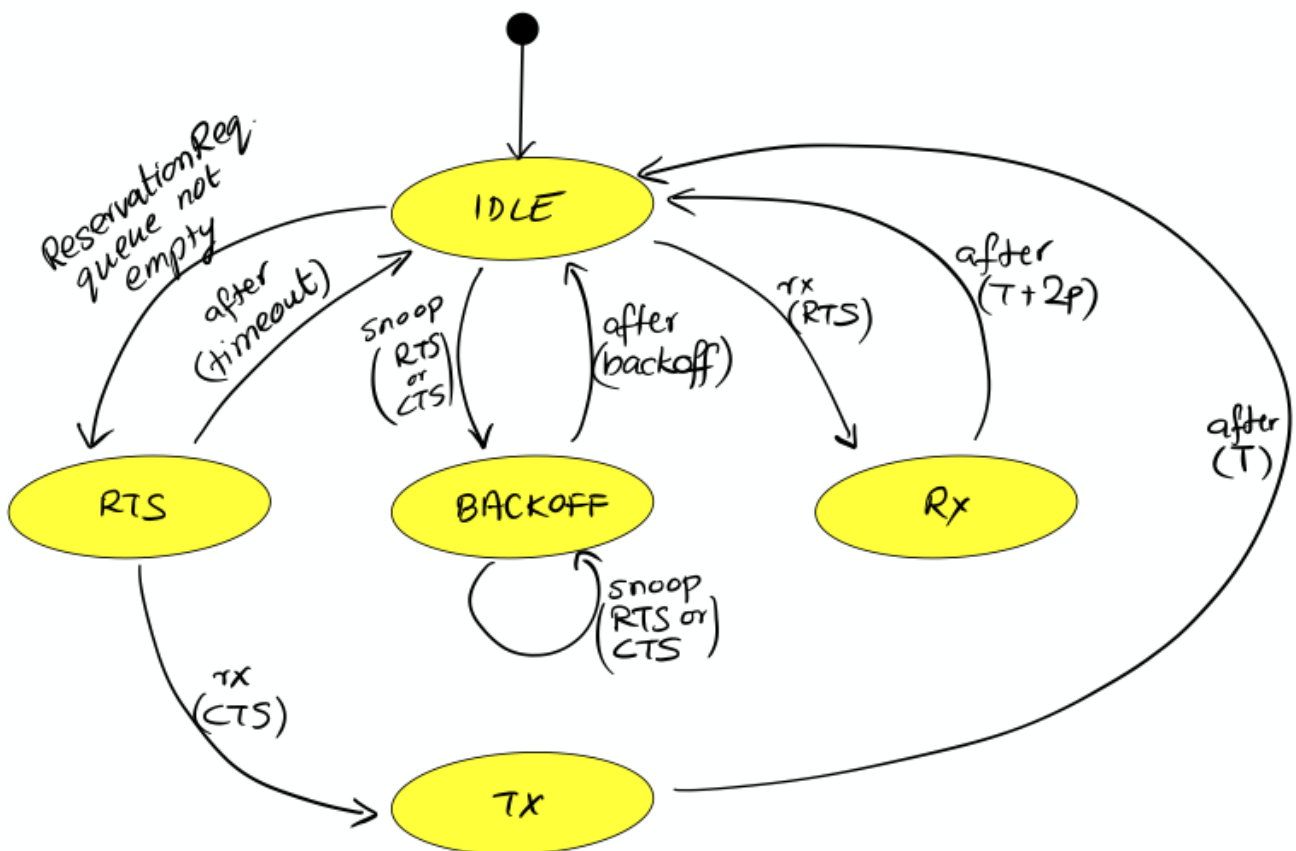 ReservationReq.
queue not
empty
IDLE
after
(timeout)
snoop
(RTS
or
CTS)
after
(backoff)
rx
(RTS)
after
(T+2p)
after
(T)
RTS
BACKOFF
RX
snoop
(RTS or
CTS)
rx
(CTS)
TX